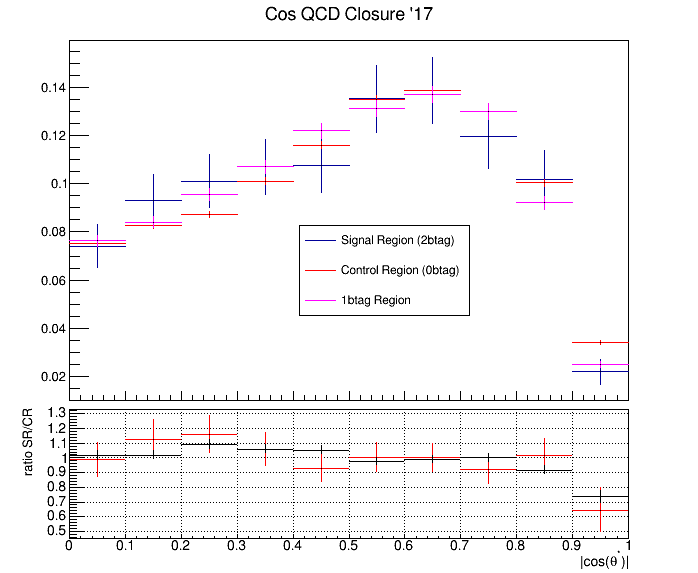 Cos QCD Closure '17
0.14
0.12
0.1
0.08
0.06
0.04
0.02
Signal Region (2btag)
Control Region (0btag)
1btag Region
ratio SR/CR
1.3
1.2
1.1
1
0.9
0.8
0.7
0.6
0.5
0 0.1 0.2 0.3 0.4 0.5 0.6 0.7 0.8 0.9 1
|cos(θ*)|